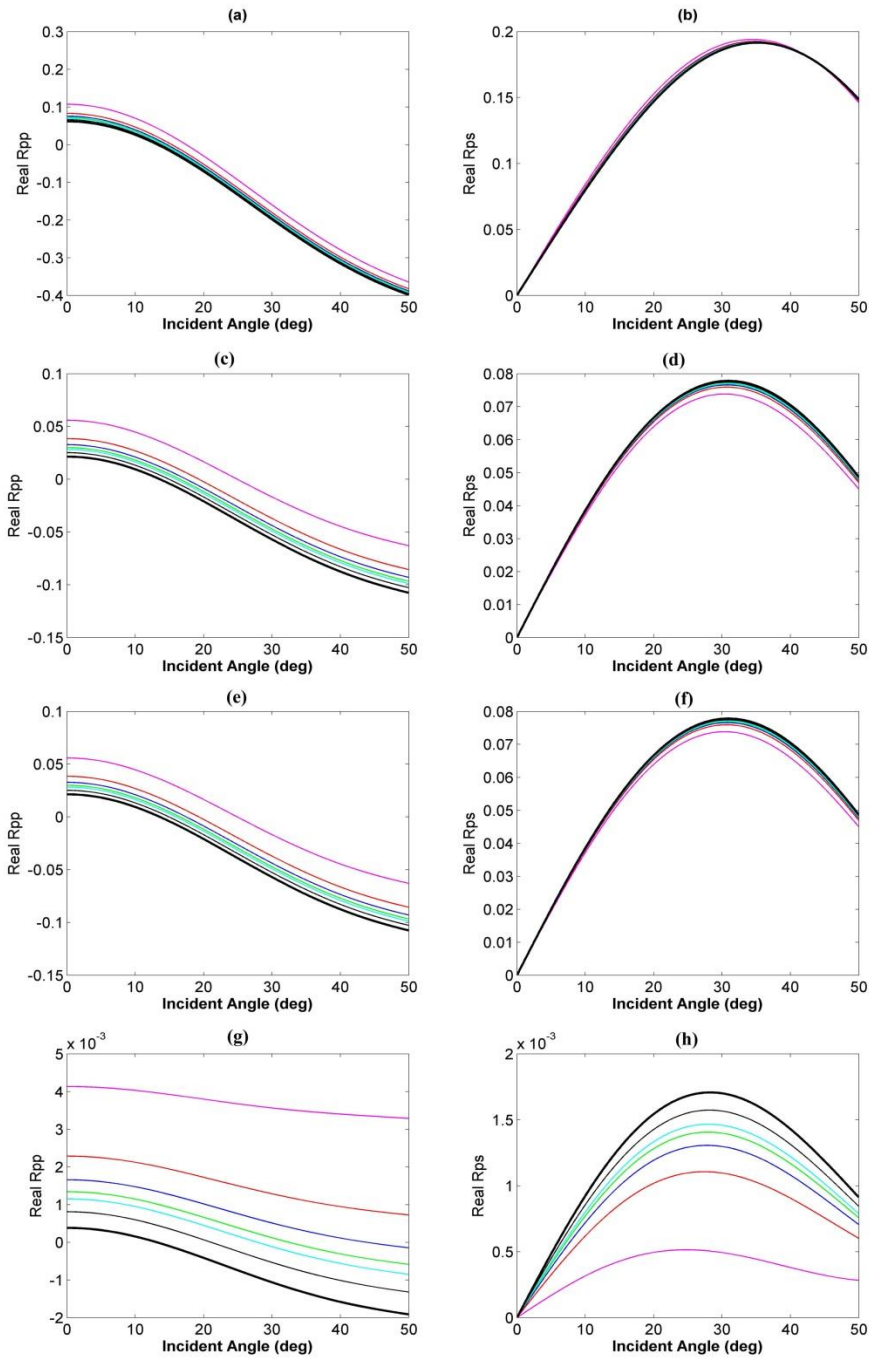 (a)
0.3
0.2
0.1
0
-0.1
-0.2
-0.3
-0.4
Real Rpp
0 10 20 30 40 50
Incident Angle (deg)
(b)
0.2
0.15
0.1
0.05
0
Real Rps
0 10 20 30 40 50
Incident Angle (deg)
(c)
0.1
0.05
0
-0.05
-0.1
-0.15
Real Rpp
0 10 20 30 40 50
Incident Angle (deg)
(d)
0.08
0.07
0.06
0.05
0.04
0.03
0.02
0.01
0
Real Rps
0 10 20 30 40 50
Incident Angle (deg)
(e)
0.1
0.05
0
-0.05
-0.1
-0.15
Real Rpp
0 10 20 30 40 50
Incident Angle (deg)
(f)
0.08
0.07
0.06
0.05
0.04
0.03
0.02
0.01
0
Real Rps
0 10 20 30 40 50
Incident Angle (deg)
(g)
x 10⁻³
5
4
3
2
1
0
-1
-2
Real Rpp
0 10 20 30 40 50
Incident Angle (deg)
(h)
x 10⁻³
2
1.5
1
0.5
0
Real Rps
0 10 20 30 40 50
Incident Angle (deg)